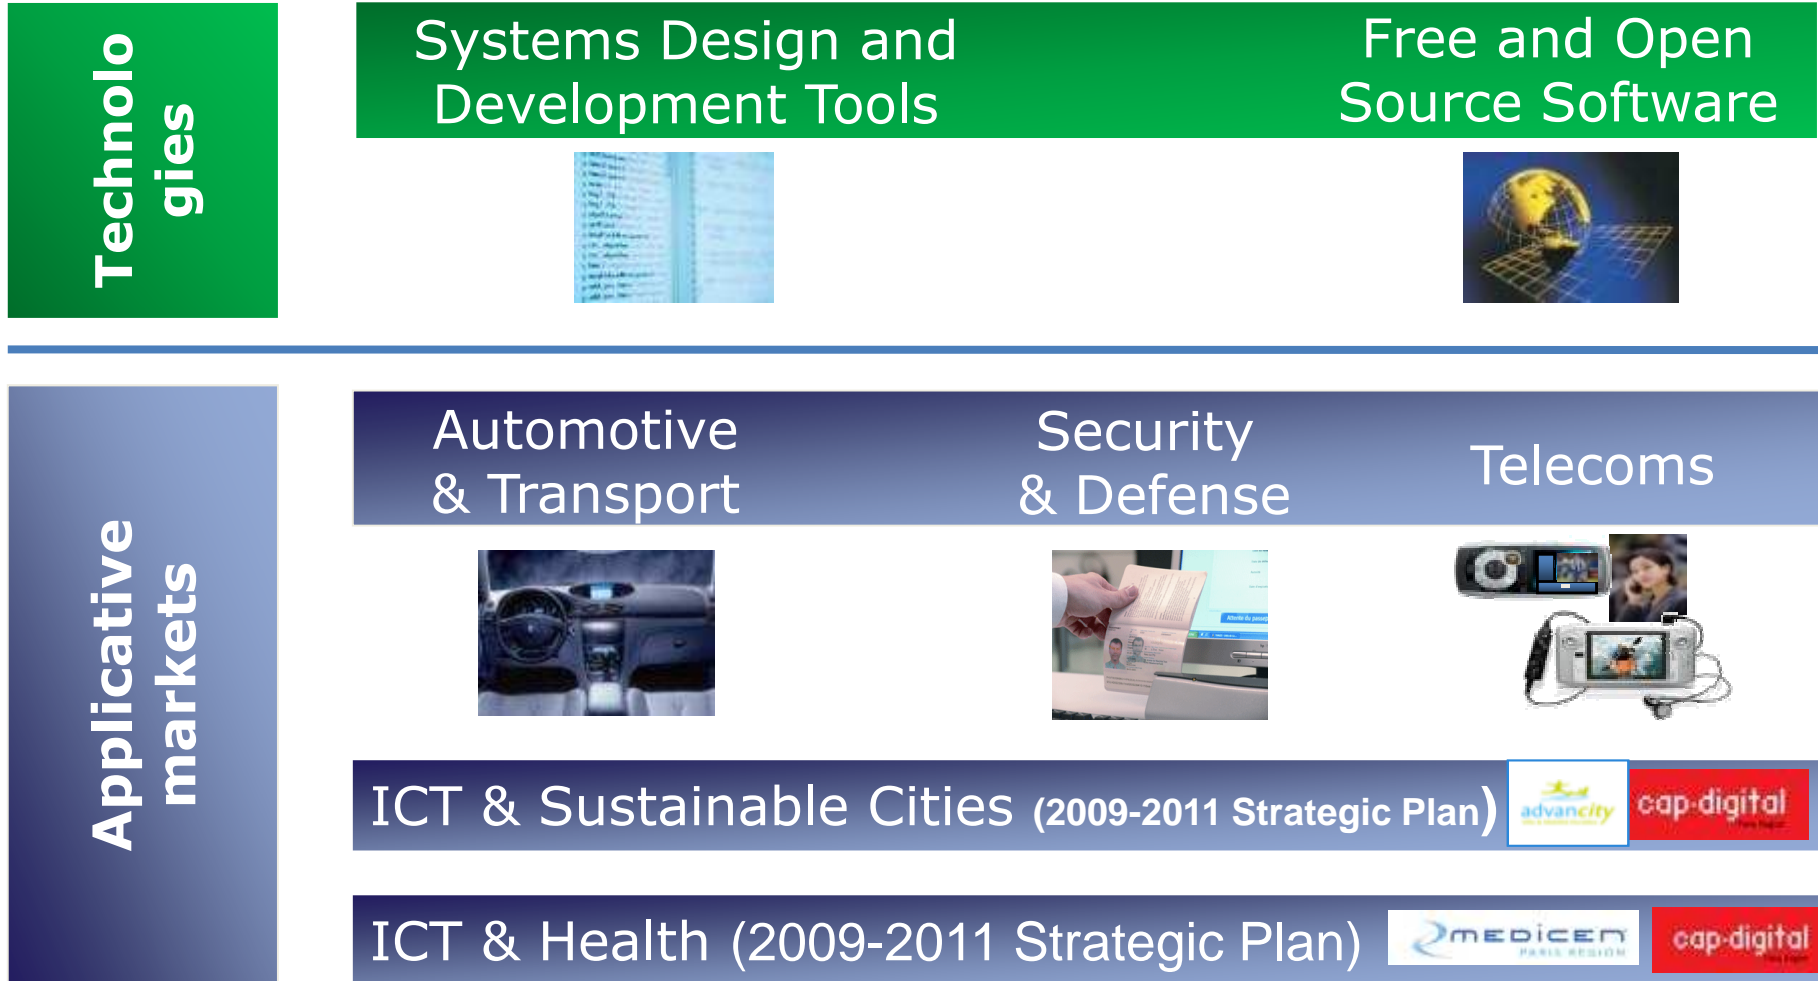 Technolo
gies
Systems Design and
Development Tools
Free and Open
Source Software
Applicative
markets
Automotive
& Transport
Security
& Defense
Telecoms
ICT & Sustainable Cities (2009-2011 Strategic Plan)
advancity
cap-digital
ICT & Health (2009-2011 Strategic Plan)
MEDICEN
PARIS REGION
cap-digital